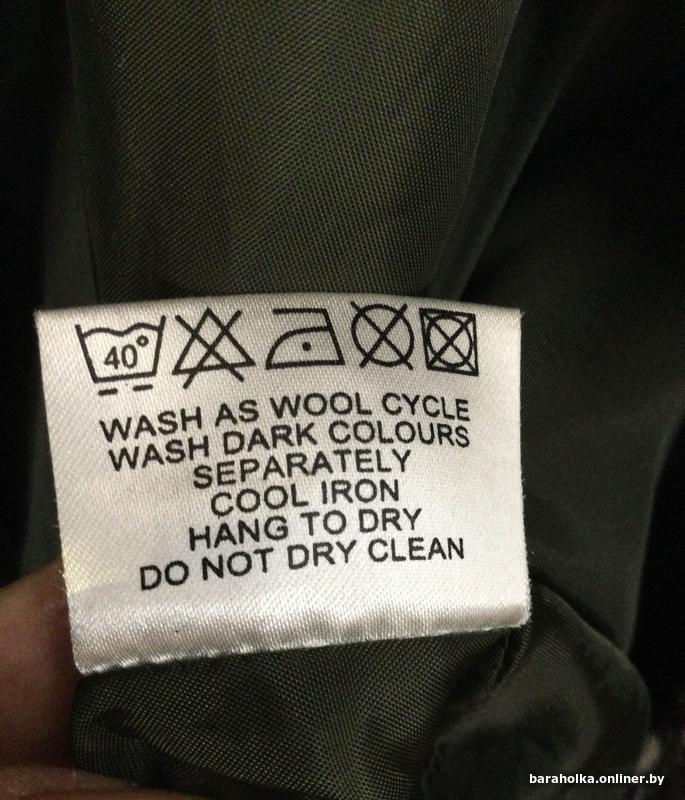 40°
WASH AS WOOL CYCLE
WASH DARK COLOURS
SEPARATELY
COOL IRON
HANG TO DRY
DO NOT DRY CLEAN
baraholka.onliner.by